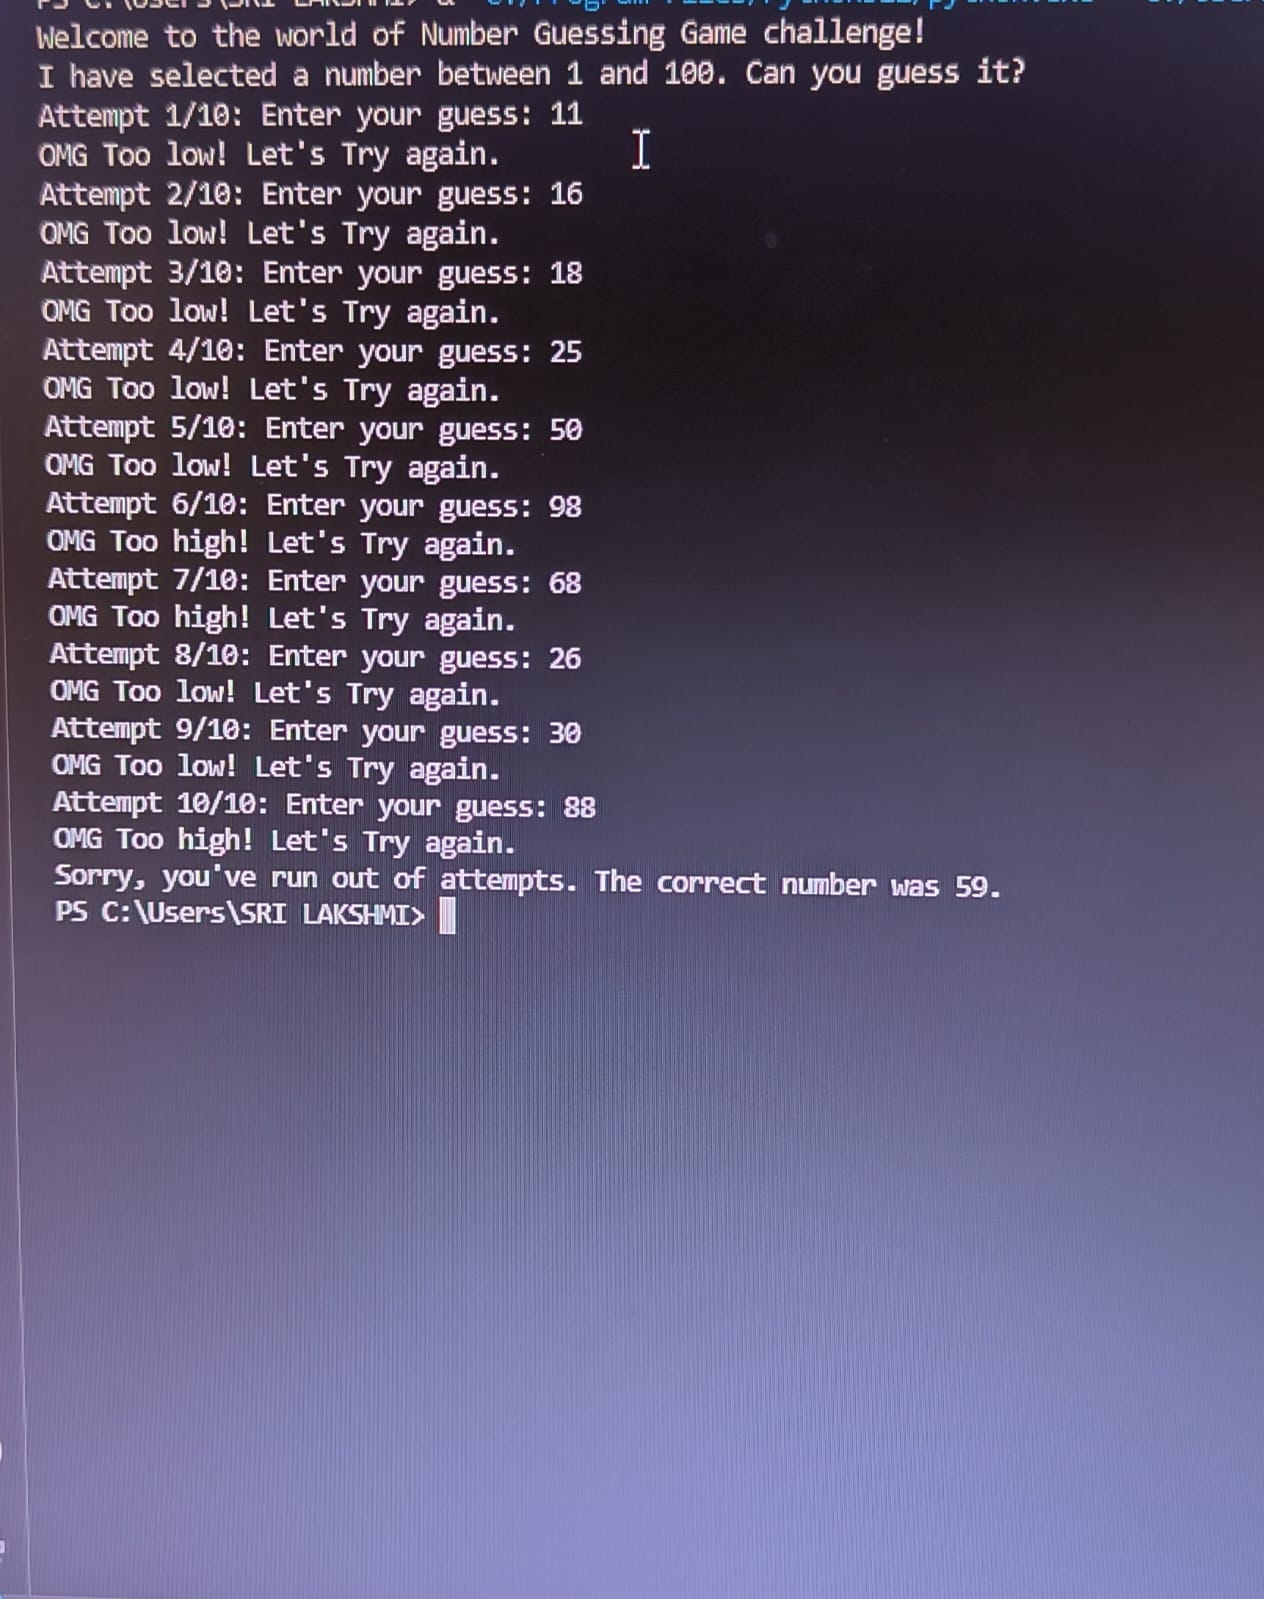 Welcome to the world of Number Guessing Game challenge!
I have selected a number between 1 and 100. Can you guess it?
Attempt 1/10: Enter your guess: 11
OMG Too low! Let's Try again.
Attempt 2/10: Enter your guess: 16
OMG Too low! Let's Try again.
Attempt 3/10: Enter your guess: 18
OMG Too low! Let's Try again.
Attempt 4/10: Enter your guess: 25
OMG Too low! Let's Try again.
Attempt 5/10: Enter your guess: 50
OMG Too low! Let's Try again.
Attempt 6/10: Enter your guess: 98
OMG Too high! Let's Try again.
Attempt 7/10: Enter your guess: 68
OMG Too high! Let's Try again.
Attempt 8/10: Enter your guess: 26
OMG Too low! Let's Try again.
Attempt 9/10: Enter your guess: 30
OMG Too low! Let's Try again.
Attempt 10/10: Enter your guess: 88
OMG Too high! Let's Try again.
Sorry, you've run out of attempts. The correct number was 59.
PS C:\Users\SRI LAKSHMI>